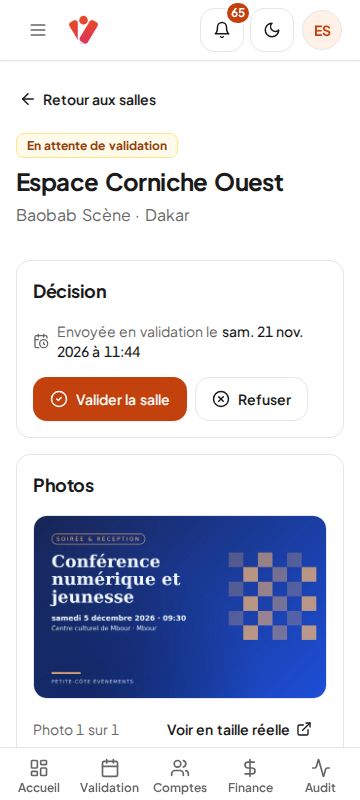 65
ES
Retour aux salles
En attente de validation
Espace Corniche Ouest
Baobab Scène · Dakar
Décision
Envoyée en validation le sam. 21 nov.
2026 à 11:44
Valider la salle
Refuser
Photos
SOIRÉE & RÉCEPTION
Conférence
numérique et
jeunesse
samedi 5 décembre 2026 · 09:30
Centre culturel de Mbour · Mbour
PETITE-CÔTE ÉVÉNEMENTS
Photo 1 sur 1
Voir en taille réelle
Accueil
Validation
Comptes
Finance
Audit